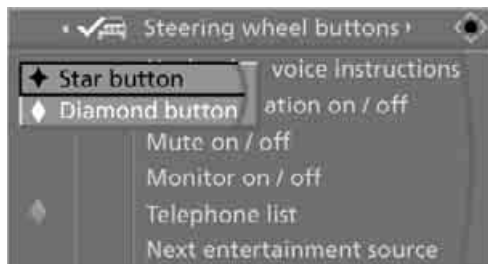 Steering wheel buttons
voice instructions
Star button
ation on / off
Diamond button
Mute on / off
Monitor on / off
Telephone list
Next entertainment source